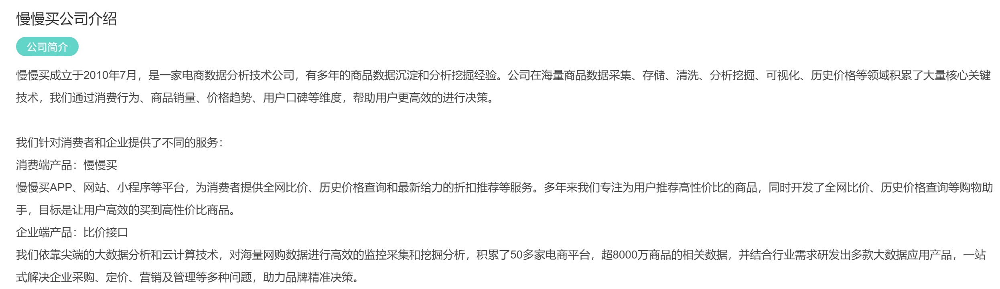 慢慢买公司介绍
公司简介
慢慢买成立于2010年7月，是一家电商数据分析技术公司，有多年的商品数据沉淀和分析挖掘经验。公司在海量商品数据采集、存储、清洗、分析挖掘、可视化、历史价格等领域积累了大量核心关键
技术，我们通过消费行为、商品销量、价格趋势、用户口碑等维度，帮助用户更高效的进行决策。
我们针对消费者和企业提供了不同的服务：
消费端产品：慢慢买
慢慢买APP、网站、小程序等平台，为消费者提供全网比价、历史价格查询和最新给力的折扣推荐等服务。多年来我们专注为用户推荐高性价比的商品，同时开发了全网比价、历史价格查询等购物助
手，目标是让用户高效的买到高性价比商品。
企业端产品：比价接口
我们依靠尖端的大数据分析和云计算技术，对海量网购数据进行高效的监控采集和挖掘分析，积累了50多家电商平台，超8000万商品的相关数据，并结合行业需求研发出多款大数据应用产品，一站
式解决企业采购、定价、营销及管理等多种问题，助力品牌精准决策。